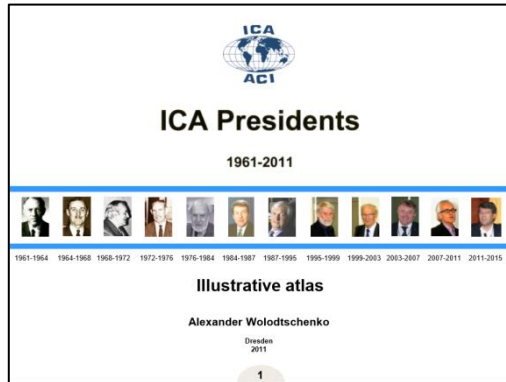 ICA
ACI
ICA Presidents
1961-2011
1961-1964 1964-1968 1968-1972 1972-1976 1976-1984 1984-1987 1987-1995 1995-1999 1999-2003 2003-2007 2007-2011 2011-2015
Illustrative atlas
Alexander Wolodtschenko
Dresden
2011
1